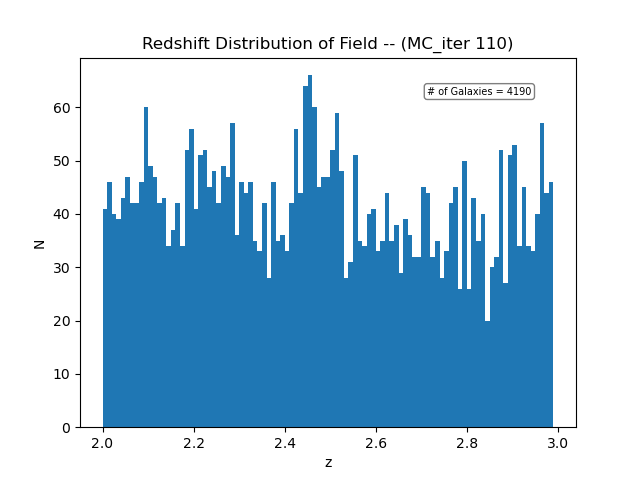 Redshift Distribution of Field -- (MC_iter 110)
# of Galaxies = 4190
N
60
50
40
30
20
10
0
2.0 2.2 2.4 2.6 2.8 3.0
z